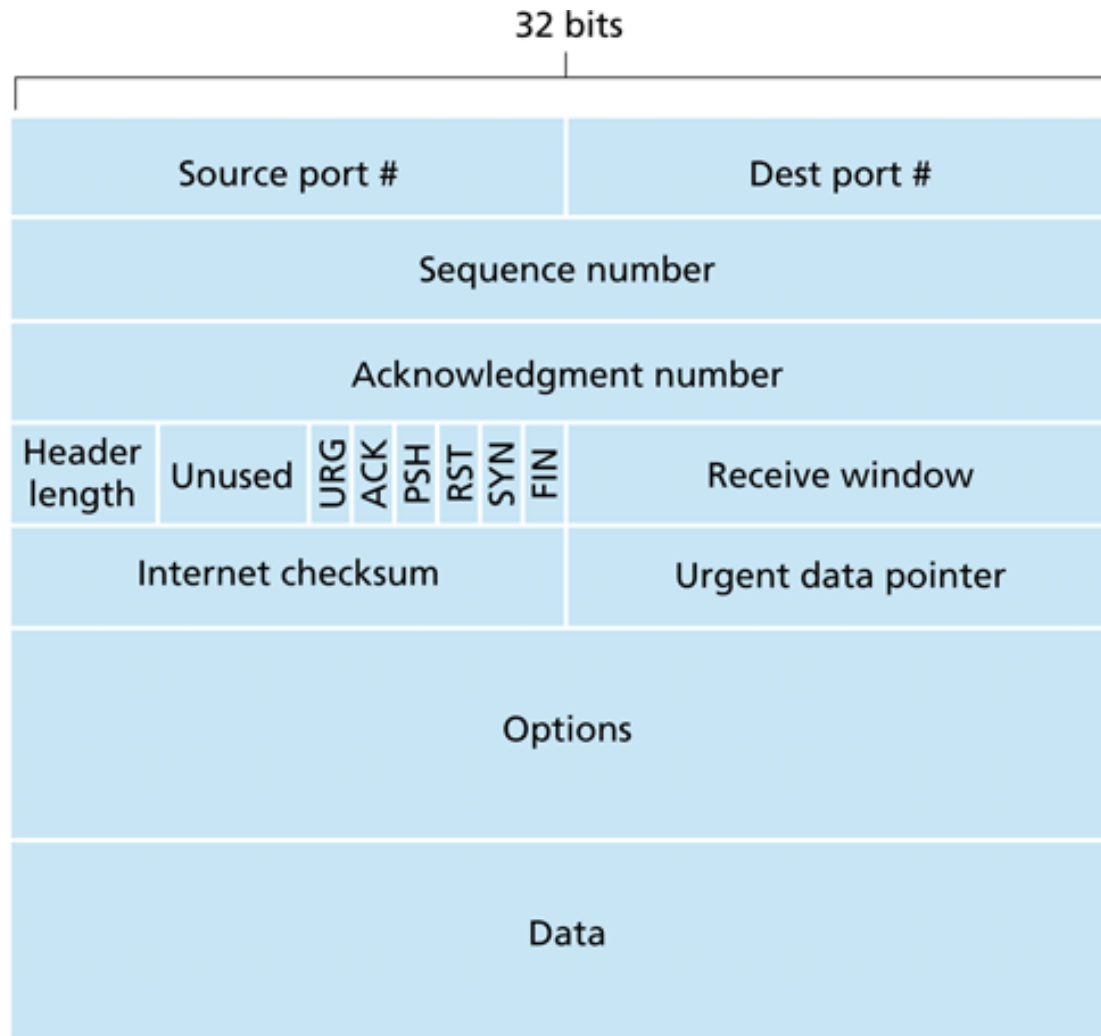 32 bits
Source port #
Dest port #
Sequence number
Acknowledgment number
Header
length
Unused
URG
ACK
PSH
RST
SYN
FIN
Receive window
Internet checksum
Urgent data pointer
Options
Data